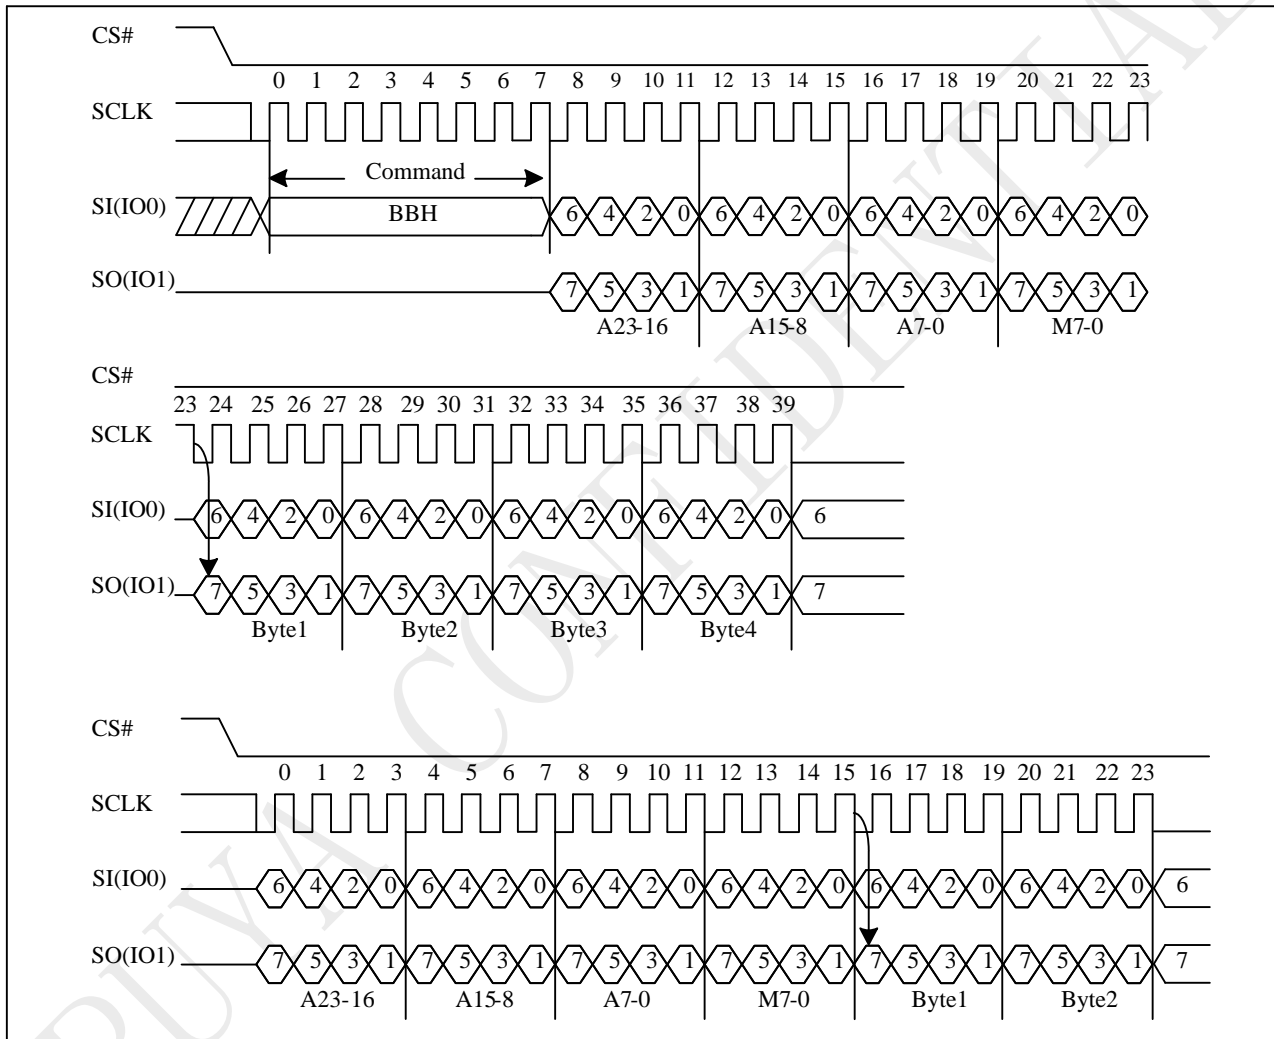 CS#
0 1 2 3 4 5 6 7 8 9 10 11 12 13 14 15 16 17 18 19 20 21 22 23
SCLK
Command
SI(IO0) BBH 6 4 2 0 6 4 2 0 6 4 2 0 6 4 2 0
SO(IO1) 7 5 3 1 7 5 3 1 7 5 3 1 7 5 3 1
A23-16 A15-8 A7-0 M7-0
CS#
23 24 25 26 27 28 29 30 31 32 33 34 35 36 37 38 39
SCLK
SI(IO0) 6 4 2 0 6 4 2 0 6 4 2 0 6 4 2 0 6
SO(IO1) 7 5 3 1 7 5 3 1 7 5 3 1 7 5 3 1 7
Byte1 Byte2 Byte3 Byte4
CS#
0 1 2 3 4 5 6 7 8 9 10 11 12 13 14 15 16 17 18 19 20 21 22 23
SCLK
SI(IO0) 6 4 2 0 6 4 2 0 6 4 2 0 6 4 2 0 6 4 2 0 6 4 2 0 6
SO(IO1) 7 5 3 1 7 5 3 1 7 5 3 1 7 5 3 1 7 5 3 1 7 5 3 1 7
A23-16 A15-8 A7-0 M7-0 Byte1 Byte2
PUYA CONFIDENTIAL